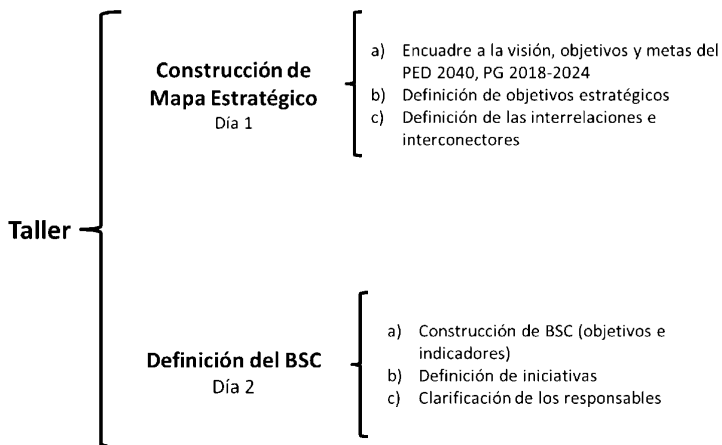 Taller
Construcción de
Mapa Estratégico
Día 1
a) Encuadre a la visión, objetivos y metas del
PED 2040, PG 2018-2024
b) Definición de objetivos estratégicos
c) Definición de las interrelaciones e
interconectores
Definición del BSC
Día 2
a) Construcción de BSC (objetivos e
indicadores)
b) Definición de iniciativas
c) Clarificación de los responsables